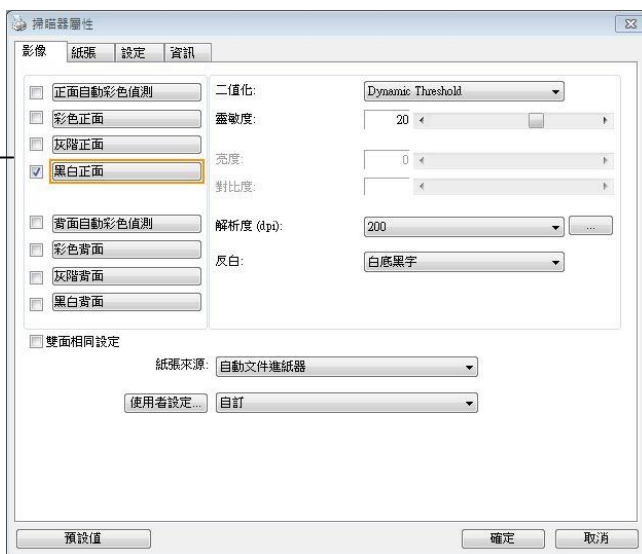 掃瞄器屬性
影像 紙張 設定 資訊
正面自動彩色偵測
彩色正面
灰階正面
黑白正面
背面自動彩色偵測
彩色背面
灰階背面
黑白背面
二值化: Dynamic Threshold
靈敏度: 20
亮度: 0
對比度:
解析度 (dpi): 200 ...
反白: 白底黑字
雙面相同設定
紙張來源: 自動文件進紙器
使用者設定... 自訂
預設值 確定 取消